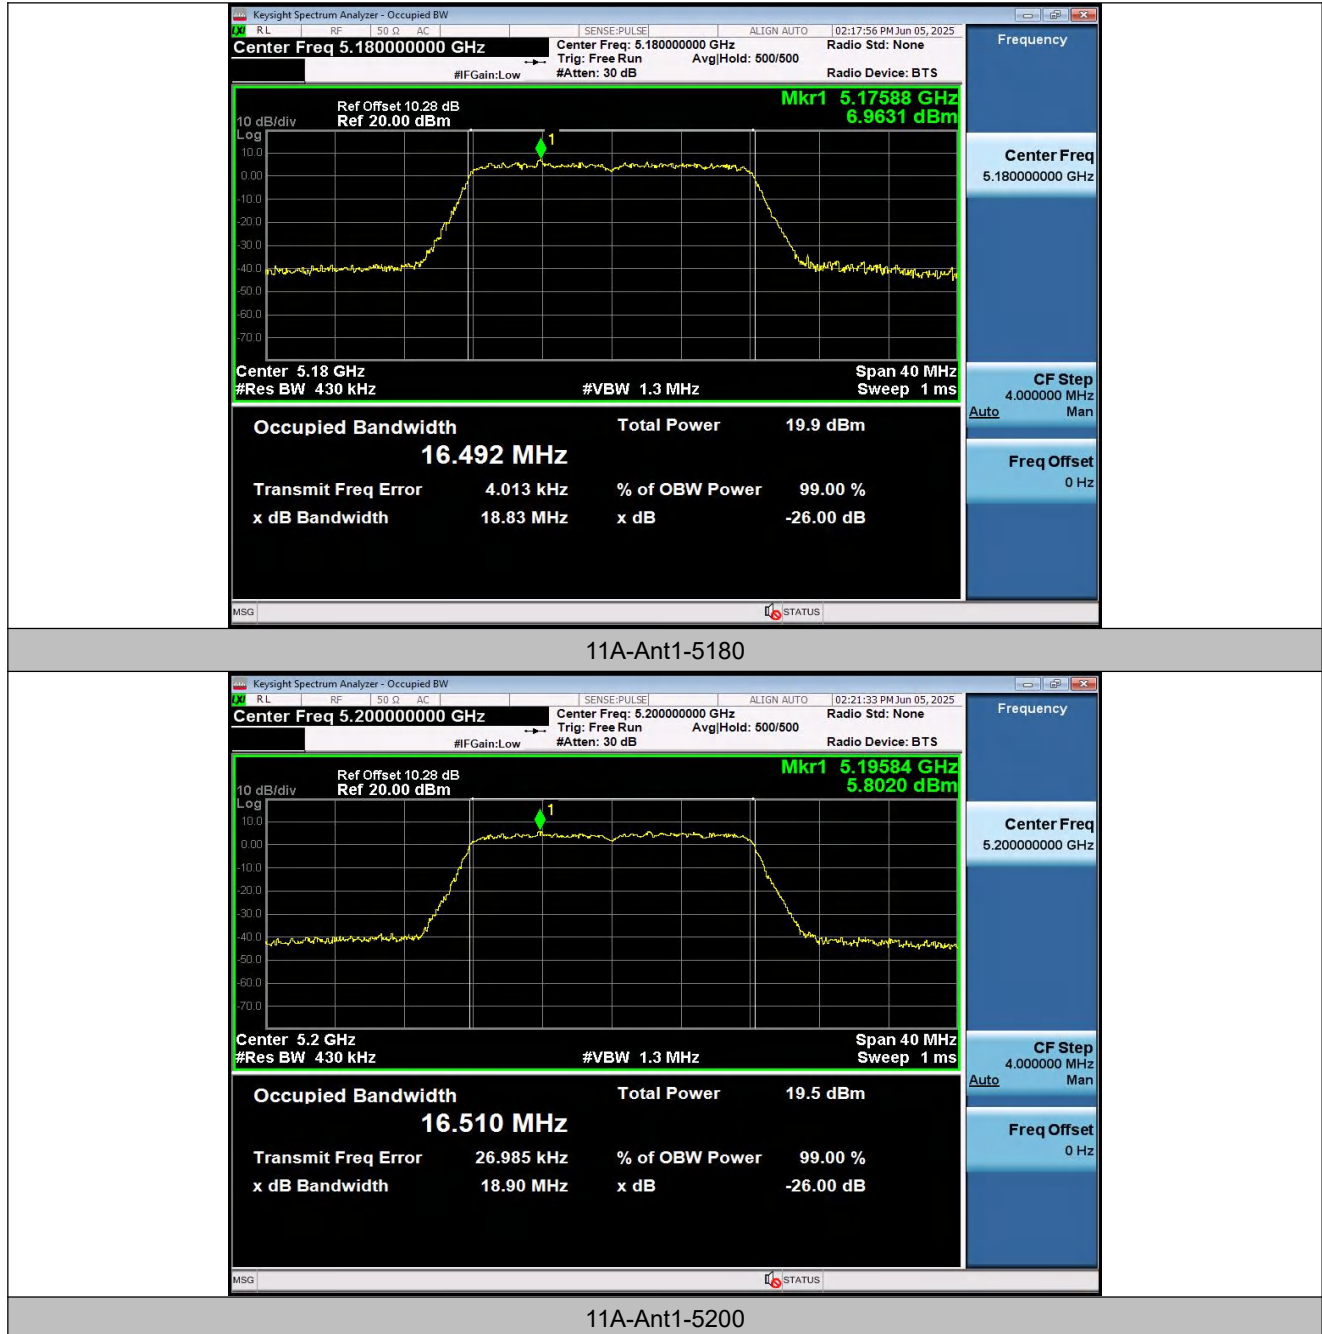 Keysight Spectrum Analyzer - Occupied BW
LXI RL RF 50 Ω AC SENSE:PULSE ALIGN AUTO 02:17:56 PM Jun 05, 2025
Center Freq 5.180000000 GHz
Center Freq: 5.180000000 GHz Radio Std: None
Trig: Free Run Avg|Hold: 500/500
#IFGain:Low #Atten: 30 dB Radio Device: BTS
Frequency
Mkr1 5.17588 GHz
6.9631 dBm
Ref Offset 10.28 dB
10 dB/div Ref 20.00 dBm
Log
1
10.0
0.00
-10.0
-20.0
-30.0
-40.0
-50.0
-60.0
-70.0
Center 5.18 GHz Span 40 MHz
#Res BW 430 kHz #VBW 1.3 MHz Sweep 1 ms
Center Freq
5.180000000 GHz
CF Step
4.000000 MHz
Auto Man
Freq Offset
0 Hz
Occupied Bandwidth Total Power 19.9 dBm
16.492 MHz
Transmit Freq Error 4.013 kHz % of OBW Power 99.00 %
x dB Bandwidth 18.83 MHz x dB -26.00 dB
MSG STATUS
11A-Ant1-5180
Keysight Spectrum Analyzer - Occupied BW
LXI RL RF 50 Ω AC SENSE:PULSE ALIGN AUTO 02:21:33 PM Jun 05, 2025
Center Freq 5.200000000 GHz
Center Freq: 5.200000000 GHz Radio Std: None
Trig: Free Run Avg|Hold: 500/500
#IFGain:Low #Atten: 30 dB Radio Device: BTS
Frequency
Mkr1 5.19584 GHz
5.8020 dBm
Ref Offset 10.28 dB
10 dB/div Ref 20.00 dBm
Log
1
10.0
0.00
-10.0
-20.0
-30.0
-40.0
-50.0
-60.0
-70.0
Center 5.2 GHz Span 40 MHz
#Res BW 430 kHz #VBW 1.3 MHz Sweep 1 ms
Center Freq
5.200000000 GHz
CF Step
4.000000 MHz
Auto Man
Freq Offset
0 Hz
Occupied Bandwidth Total Power 19.5 dBm
16.510 MHz
Transmit Freq Error 26.985 kHz % of OBW Power 99.00 %
x dB Bandwidth 18.90 MHz x dB -26.00 dB
MSG STATUS
11A-Ant1-5200